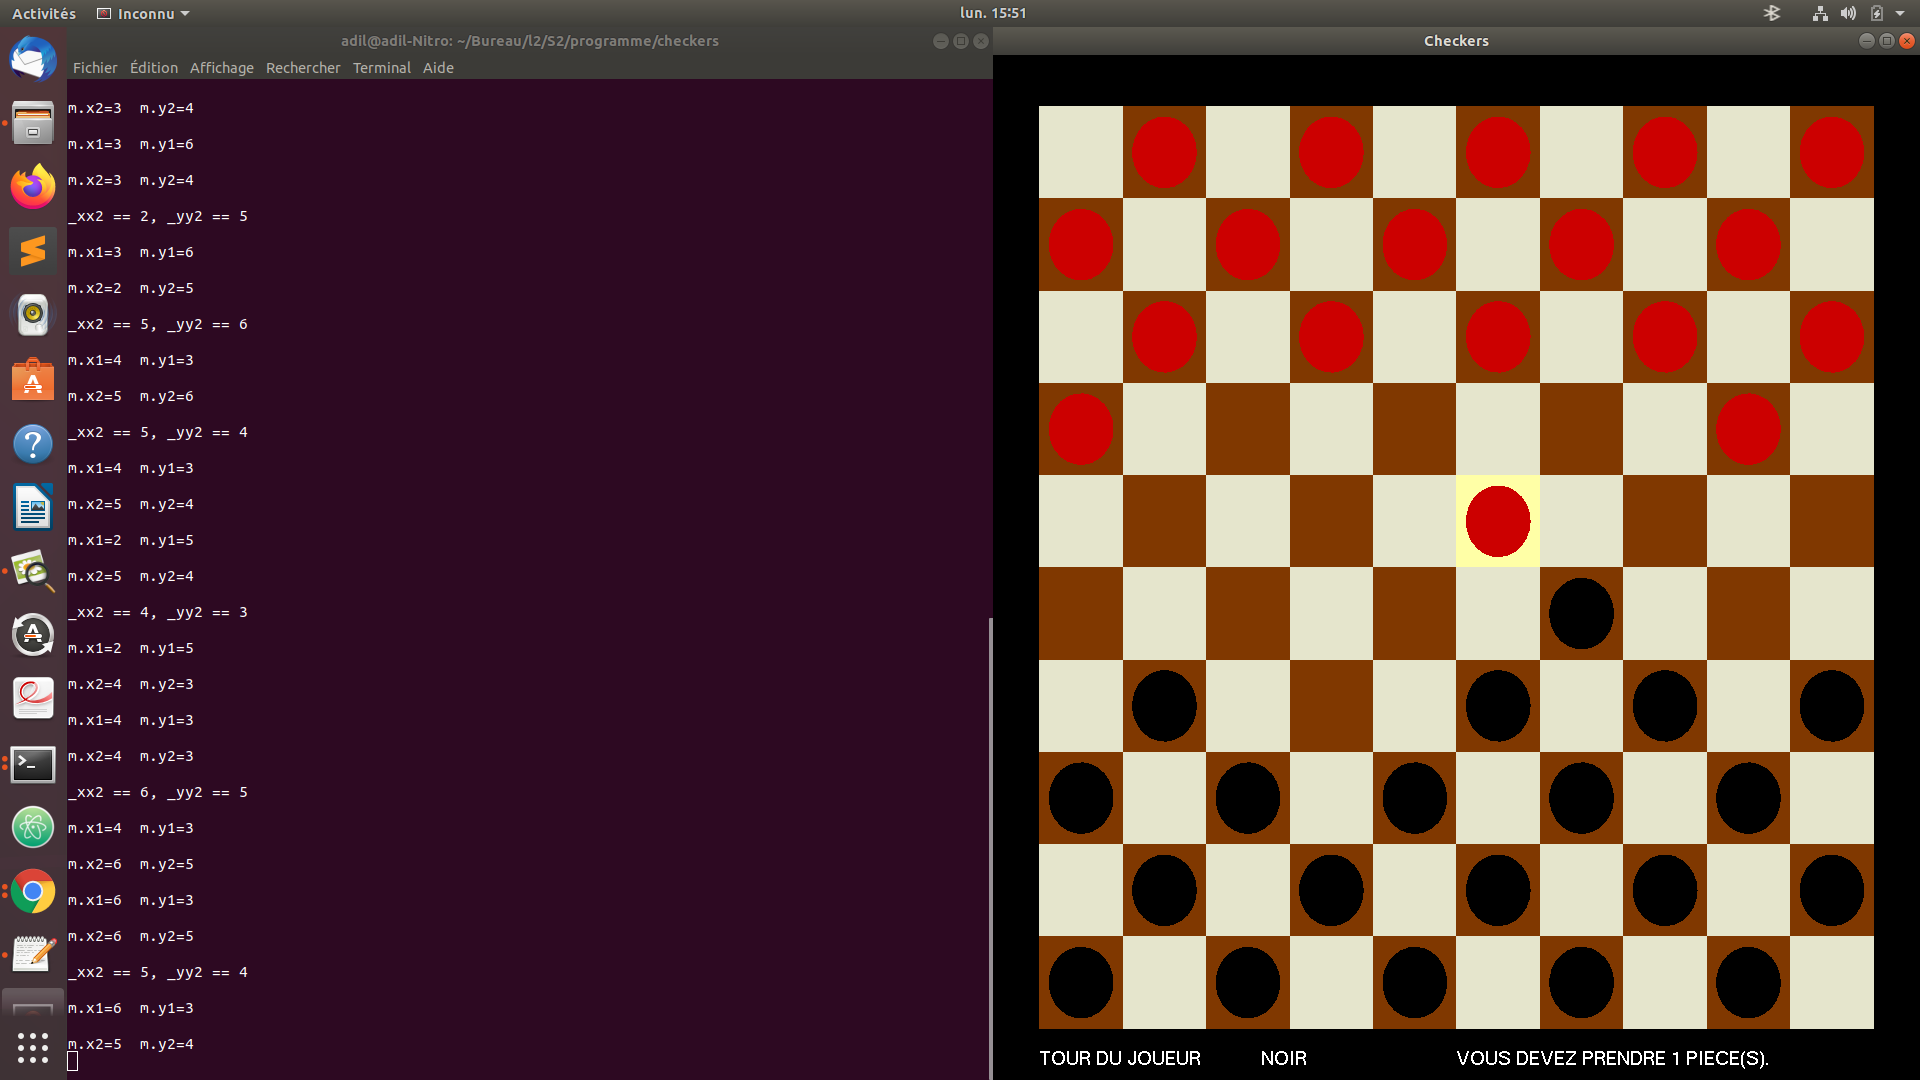 Activités Inconnu lun. 15:51
adil@adil-Nitro: ~/Bureau/l2/S2/programme/checkers
Fichier Édition Affichage Rechercher Terminal Aide
m.x2=3 m.y2=4
m.x1=3 m.y1=6
m.x2=3 m.y2=4
_xx2 == 2, _yy2 == 5
m.x1=3 m.y1=6
m.x2=2 m.y2=5
_xx2 == 5, _yy2 == 6
m.x1=4 m.y1=3
m.x2=5 m.y2=6
_xx2 == 5, _yy2 == 4
m.x1=4 m.y1=3
m.x2=5 m.y2=4
m.x1=2 m.y1=5
m.x2=5 m.y2=4
_xx2 == 4, _yy2 == 3
m.x1=2 m.y1=5
m.x2=4 m.y2=3
m.x1=4 m.y1=3
m.x2=4 m.y2=3
_xx2 == 6, _yy2 == 5
m.x1=4 m.y1=3
m.x2=6 m.y2=5
m.x1=6 m.y1=3
m.x2=6 m.y2=5
_xx2 == 5, _yy2 == 4
m.x1=6 m.y1=3
m.x2=5 m.y2=4
Checkers
TOUR DU JOUEUR NOIR VOUS DEVEZ PRENDRE 1 PIECE(S).